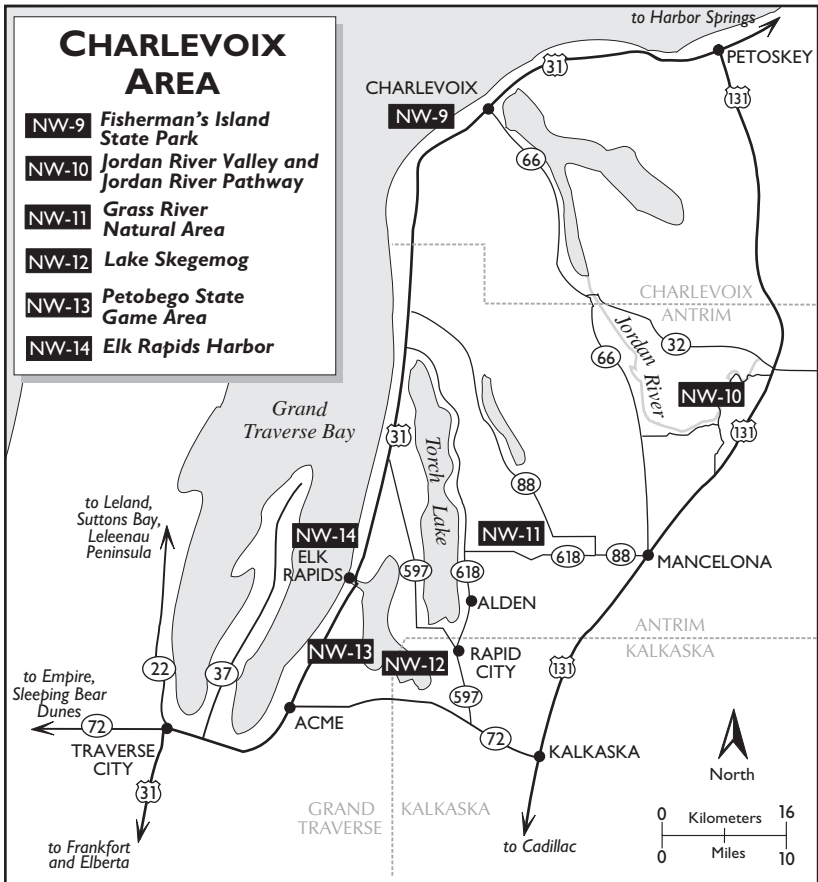 CHARLEVOIX
AREA
NW-9 Fisherman's Island
State Park
NW-10 Jordan River Valley and
Jordan River Pathway
NW-11 Grass River
Natural Area
NW-12 Lake Skegemog
NW-13 Petobego State
Game Area
NW-14 Elk Rapids Harbor
to Harbor Springs
PETOSKEY
31
131
CHARLEVOIX
NW-9
66
CHARLEVOIX
ANTRIM
Jordan River
32
66
NW-10
131
Grand
Traverse Bay
31
Torch Lake
88
to Leland,
Suttons Bay,
Leleenau
Peninsula
NW-14
ELK
RAPIDS
NW-11
597
618
618
88
MANCELONA
ALDEN
ANTRIM
KALKASKA
NW-13
NW-12
RAPID
CITY
22
37
131
to Empire,
Sleeping Bear
Dunes
597
72
ACME
72
TRAVERSE
CITY
KALKASKA
North
31
GRAND
TRAVERSE
KALKASKA
0 Kilometers 16
0 Miles 10
to Frankfort
and Elberta
to Cadillac